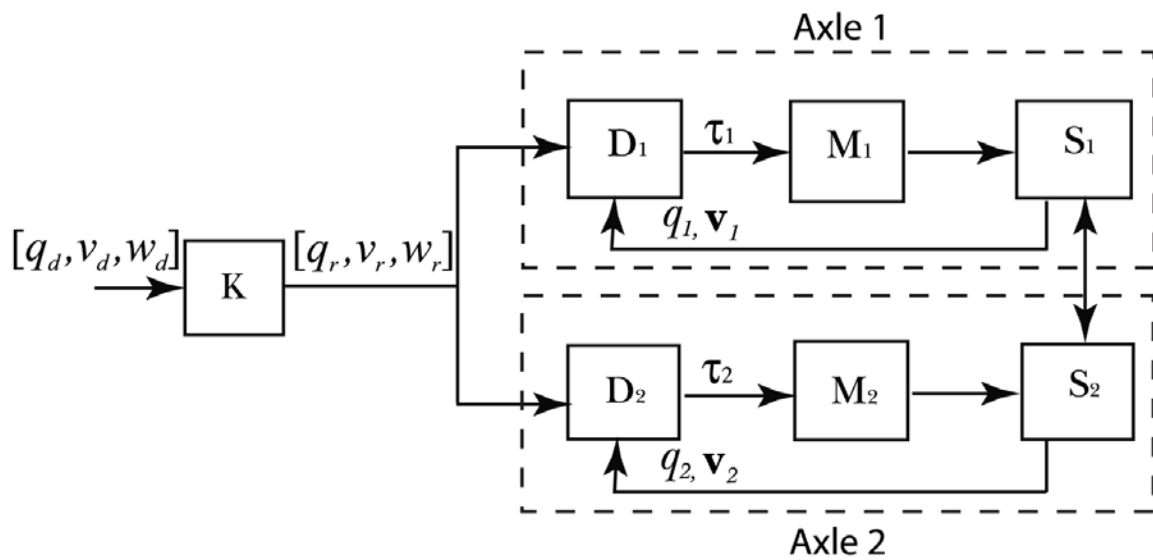 Axle 1
D₁
τ₁
M₁
S₁
q₁, v₁
[q_d, v_d, w_d]
K
[q_r, v_r, w_r]
D₂
τ₂
M₂
S₂
q₂, v₂
Axle 2